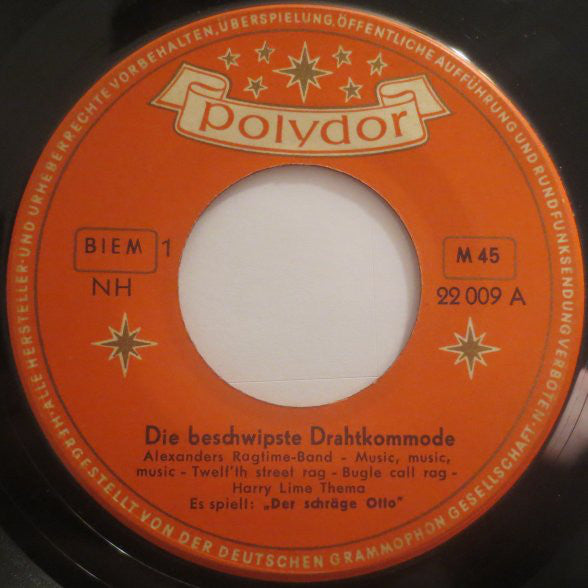 ALLE HERSTELLER- UND URHEBERRECHTE VORBEHALTEN, ÜBERSPIELUNG, ÖFFENTLICHE AUFFÜHRUNG UND RUNDFUNKSENDUNG VERBOTEN·
polydor
BIEM 1
M 45
NH
22 009 A
Die beschwipste Drahtkommode
Alexanders Ragtime-Band - Music, music,
music - Twelf'th street rag - Bugle call rag -
Harry Lime Thema
Es spielt: „Der schräge Otto"
HERGESTELLT VON DER DEUTSCHEN GRAMMOPHON GESELLSCHAFT·